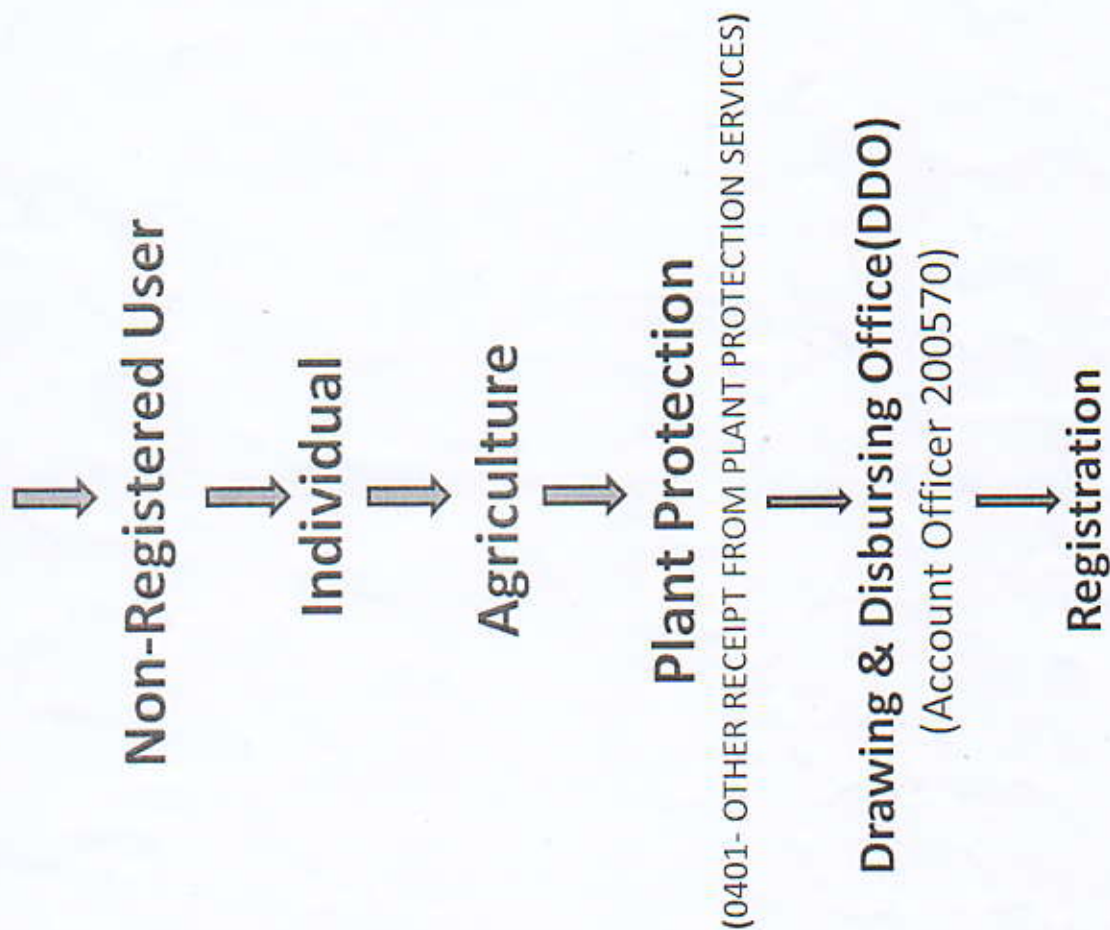 Non-Registered User
Individual
Agriculture
Plant Protection
(0401- OTHER RECEIPT FROM PLANT PROTECTION SERVICES)
Drawing & Disbursing Office(DDO)
(Account Officer 200570)
Registration